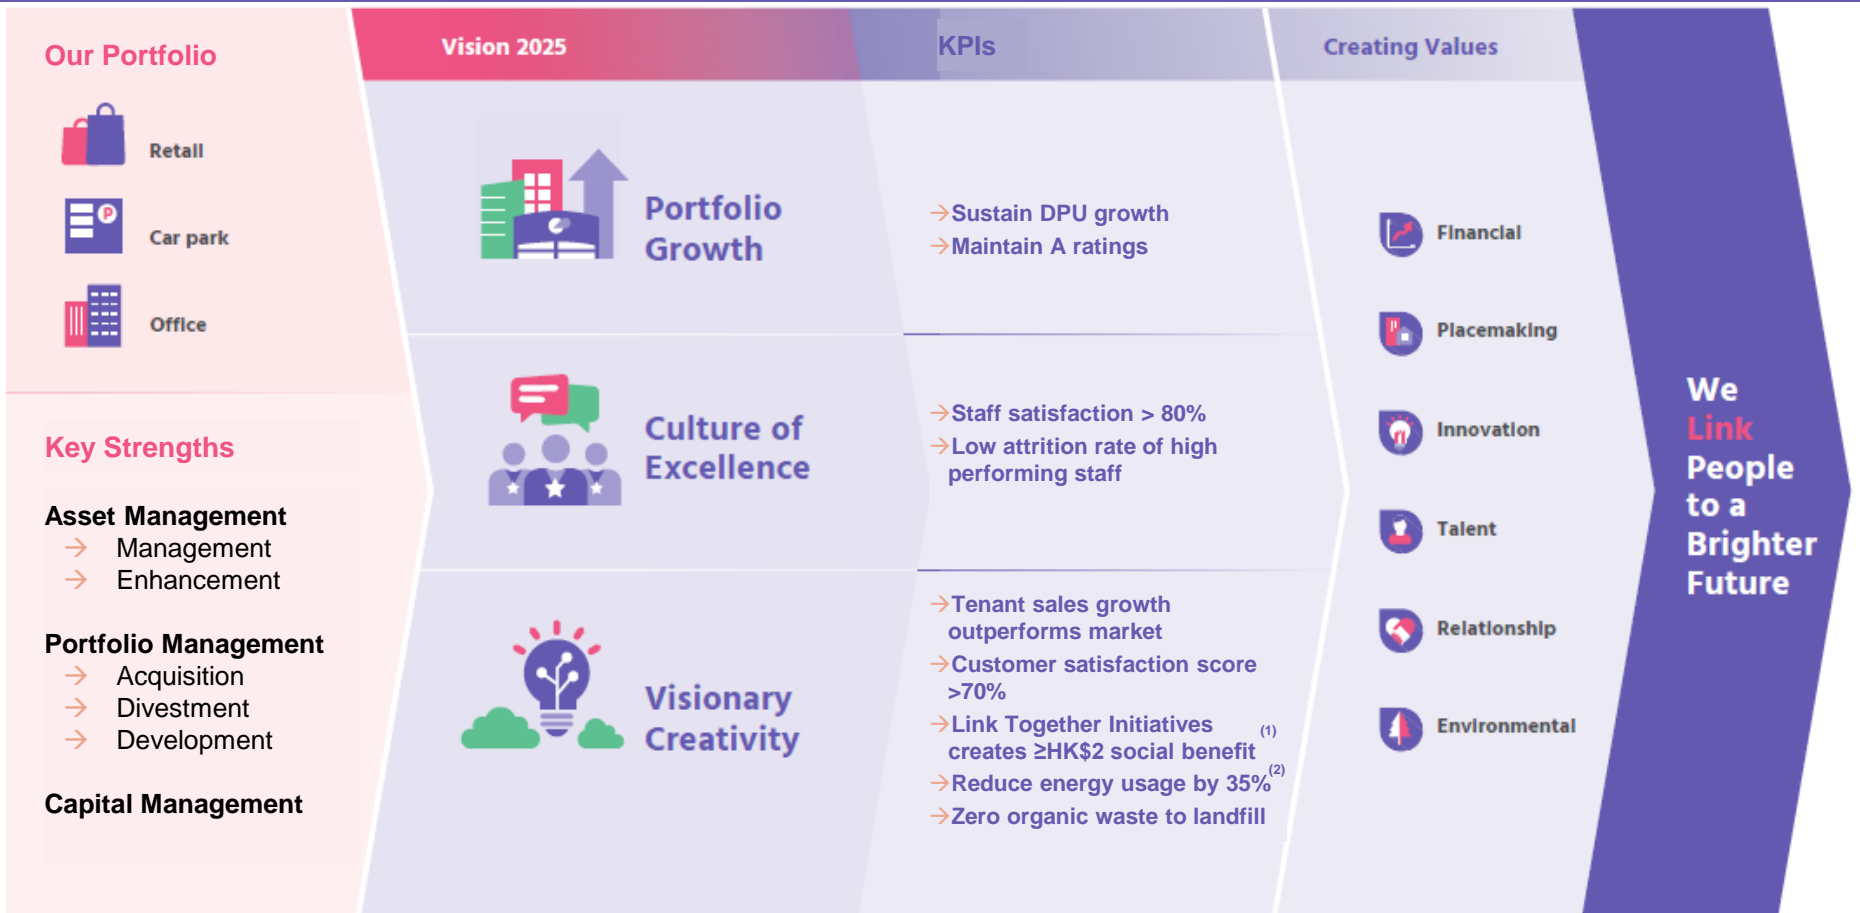 Our Portfolio
Retail
P
Car park
Office
Key Strengths
Asset Management
→ Management
→ Enhancement
Portfolio Management
→ Acquisition
→ Divestment
→ Development
Capital Management
Vision 2025
Portfolio
Growth
Culture of
Excellence
Visionary
Creativity
KPIs
→Sustain DPU growth
→Maintain A ratings
→Staff satisfaction > 80%
→Low attrition rate of high
performing staff
→Tenant sales growth
outperforms market
→Customer satisfaction score
>70%
→Link Together Initiatives
creates ≥HK$2 social benefit (1)
→Reduce energy usage by 35%(2)
→Zero organic waste to landfill
Creating Values
Financial
Placemaking
Innovation
Talent
Relationship
Environmental
We
Link
People
to a
Brighter
Future